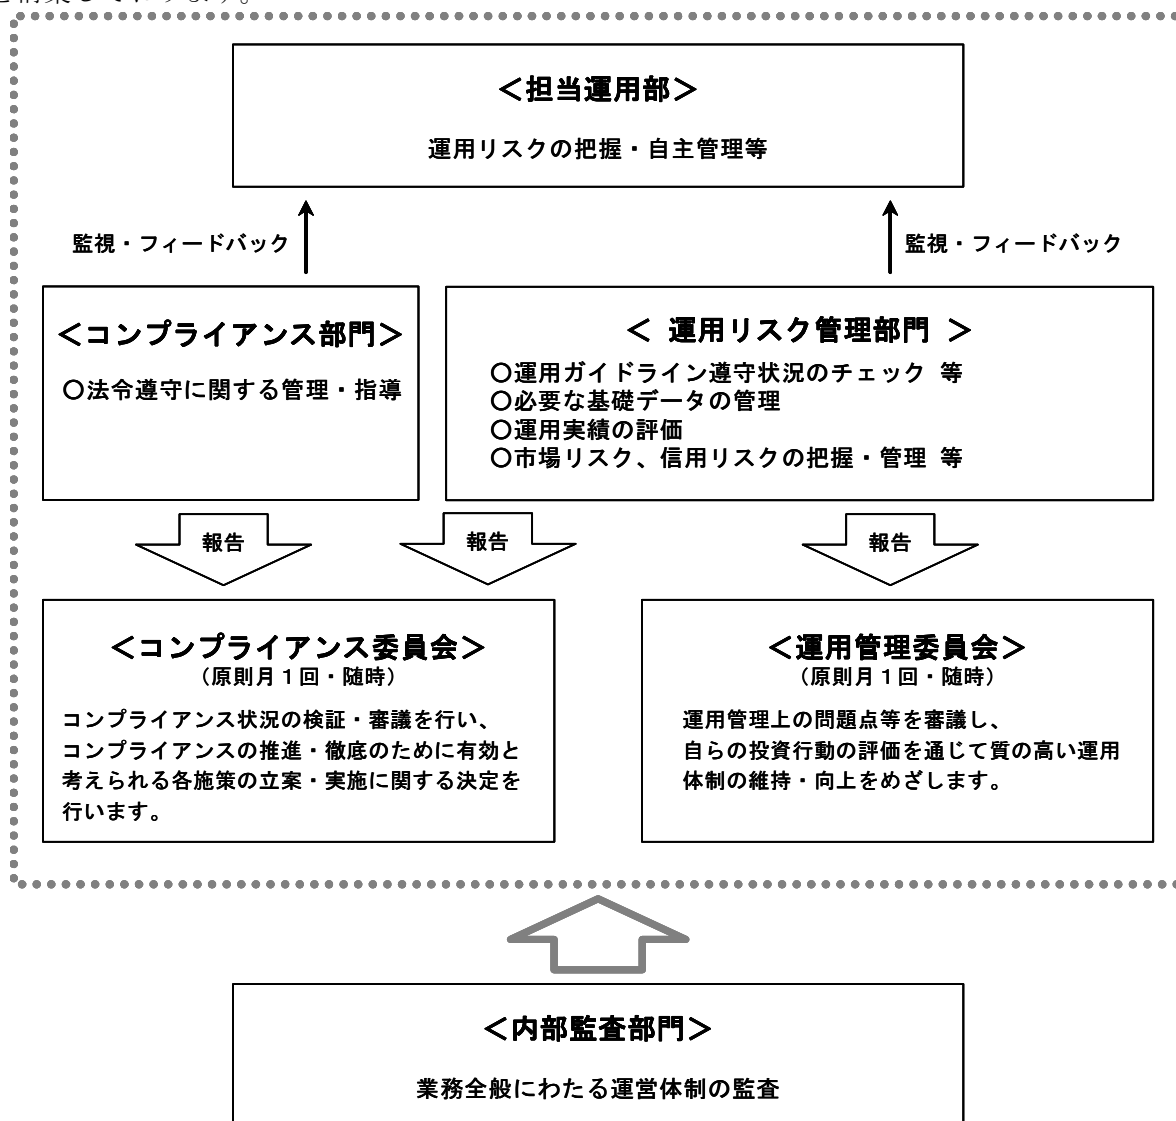 ＜担当運用部＞
運用リスクの把握・自主管理等
監視・フィードバック
監視・フィードバック
＜コンプライアンス部門＞
○法令遵守に関する管理・指導
＜ 運用リスク管理部門 ＞
○運用ガイドライン遵守状況のチェック 等
○必要な基礎データの管理
○運用実績の評価
○市場リスク、信用リスクの把握・管理 等
報告
報告
報告
＜コンプライアンス委員会＞
（原則月１回・随時）
コンプライアンス状況の検証・審議を行い、
コンプライアンスの推進・徹底のために有効と
考えられる各施策の立案・実施に関する決定を
行います。
＜運用管理委員会＞
（原則月１回・随時）
運用管理上の問題点等を審議し、
自らの投資行動の評価を通じて質の高い運用
体制の維持・向上をめざします。
＜内部監査部門＞
業務全般にわたる運営体制の監査